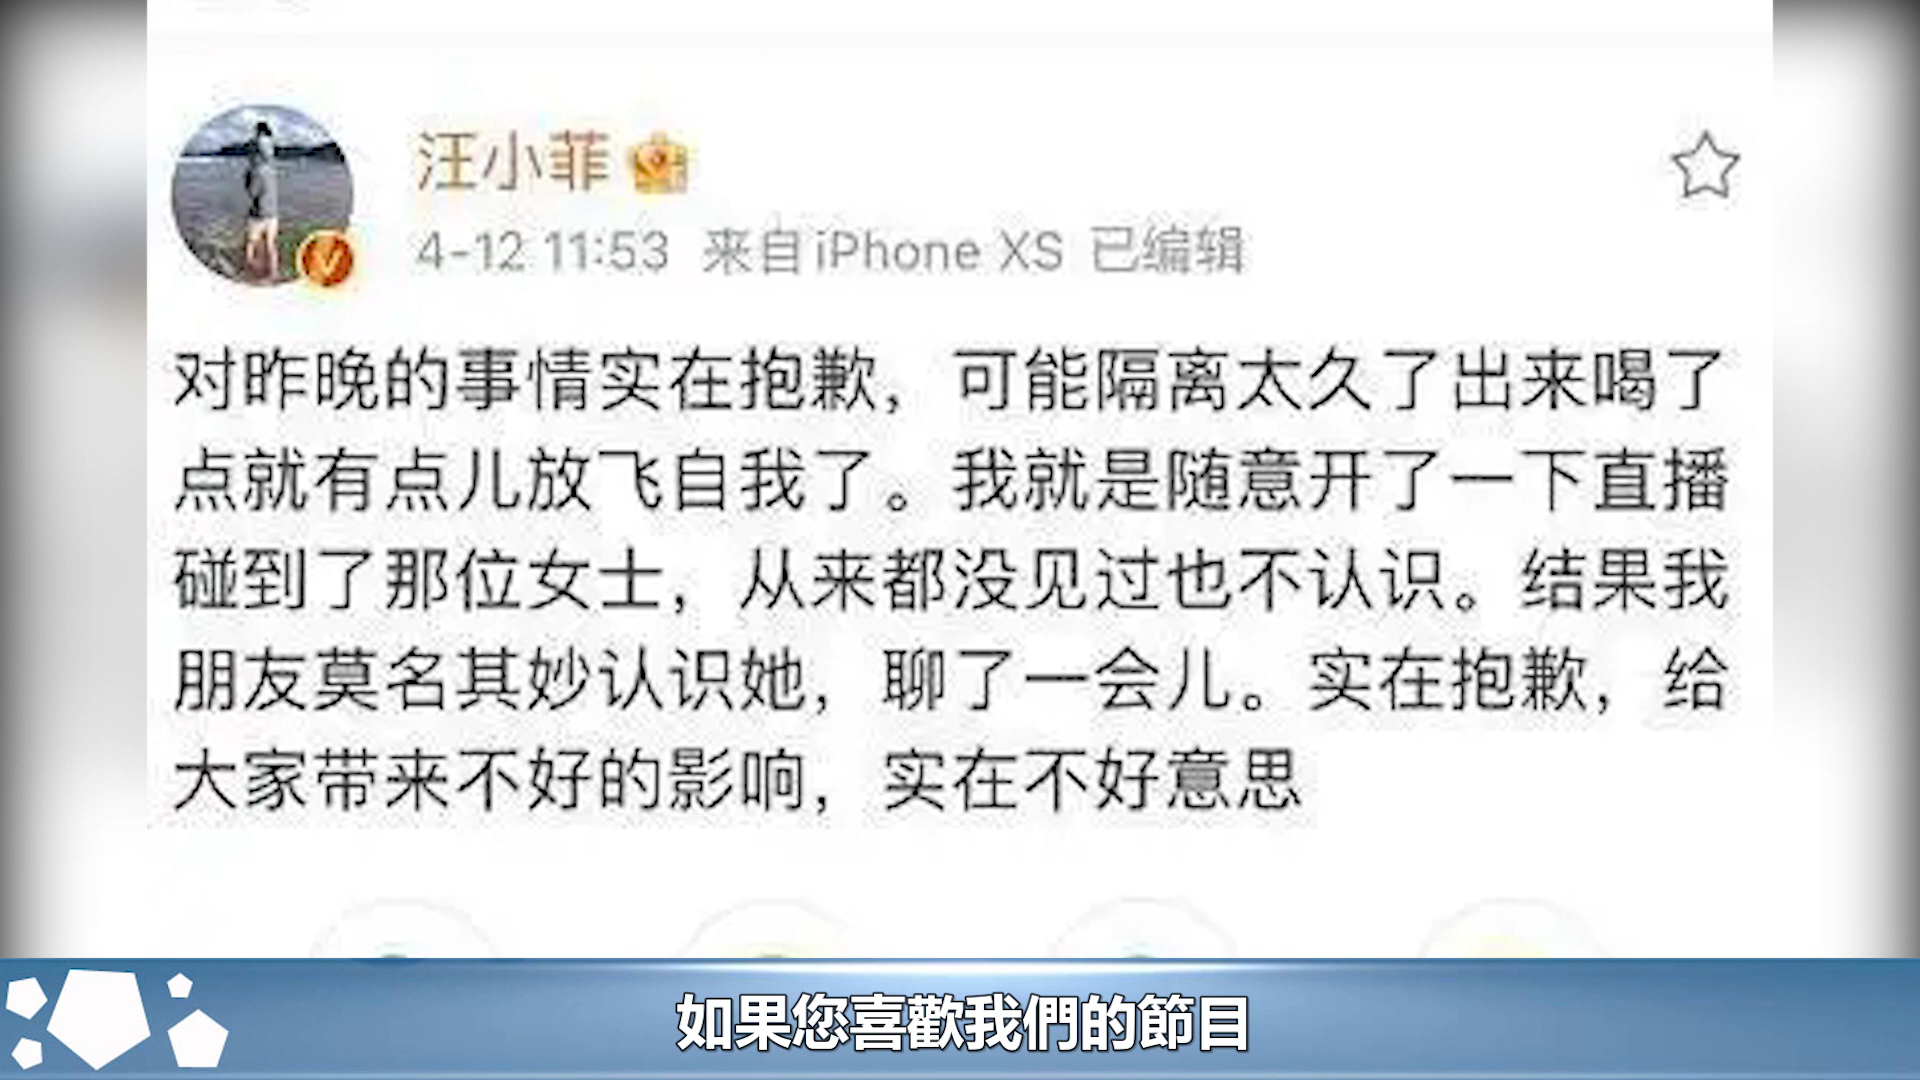 汪小菲
4-12 11:53 来自iPhone XS 已编辑
对昨晚的事情实在抱歉，可能隔离太久了出来喝了
点就有点儿放飞自我了。我就是随意开了一下直播
碰到了那位女士，从来都没见过也不认识。结果我
朋友莫名其妙认识她，聊了一会儿。实在抱歉，给
大家带来不好的影响，实在不好意思
如果您喜歡我們的節目